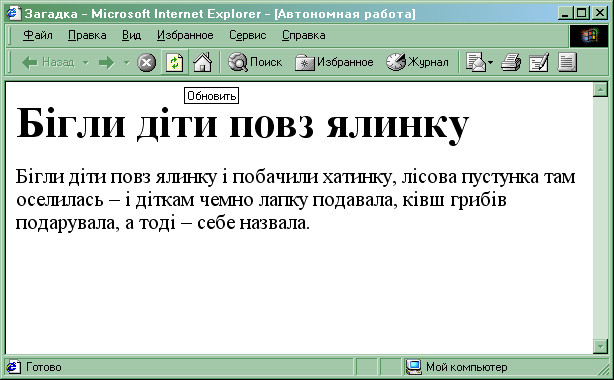 Загадка - Microsoft Internet Explorer - [Автономная работа]
Файл Правка Вид Избранное Сервис Справка
Назад Поиск Избранное Журнал
Обновить
Бігли діти повз ялинку
Бігли діти повз ялинку і побачили хатинку, лісова пустунка там
оселилась – і діткам чемно лапку подавала, ківш грибів
подарувала, а тоді – себе назвала.
Готово Мой компьютер